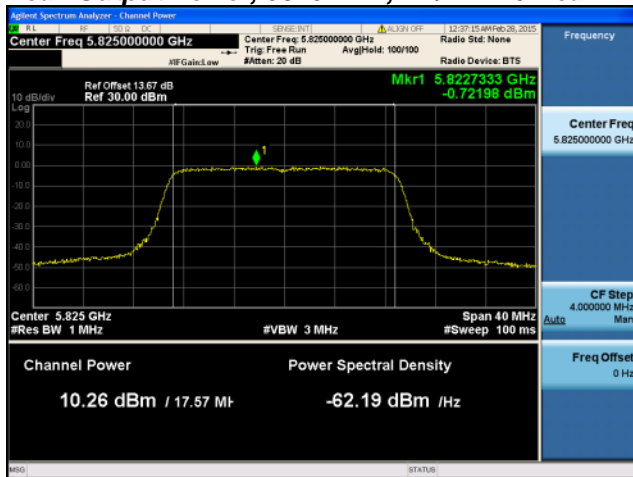 Agilent Spectrum Analyzer - Channel Power
RL RF 50 Ω DC SENSE:INT ALIGN OFF 12:37:15 AM Feb 28, 2015
Center Freq 5.825000000 GHz Center Freq: 5.825000000 GHz Radio Std: None Frequency
Trig: Free Run Avg|Hold: 100/100
#IFGain:Low #Atten: 20 dB Radio Device: BTS
Mkr1 5.8227333 GHz
-0.72198 dBm
Ref Offset 13.67 dB
10 dB/div Ref 30.00 dBm
Log
20.0
10.0
0.00
-10.0
-20.0
-30.0
-40.0
-50.0
-60.0
1
Center Freq
5.825000000 GHz
Center 5.825 GHz Span 40 MHz
#Res BW 1 MHz #VBW 3 MHz #Sweep 100 ms
CF Step
4.000000 MHz
Auto Man
Channel Power Power Spectral Density
10.26 dBm / 17.57 MH -62.19 dBm /Hz
Freq Offset
0 Hz
MSG STATUS